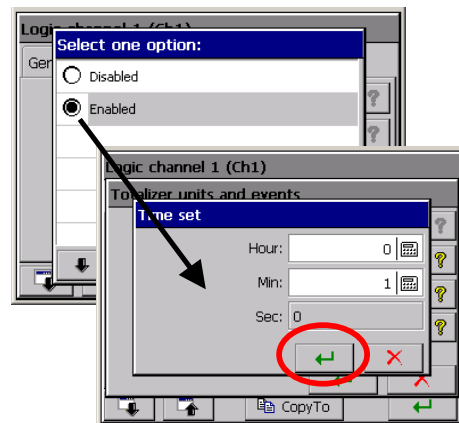 Logic channel 1 (Ch1)
Select one option:
Ger
Disabled
?
Enabled
?
Logic channel 1 (Ch1)
Totalizer units and events
Time set
?
Hour: 0
?
Min: 1
?
Sec: 0
?
CopyTo